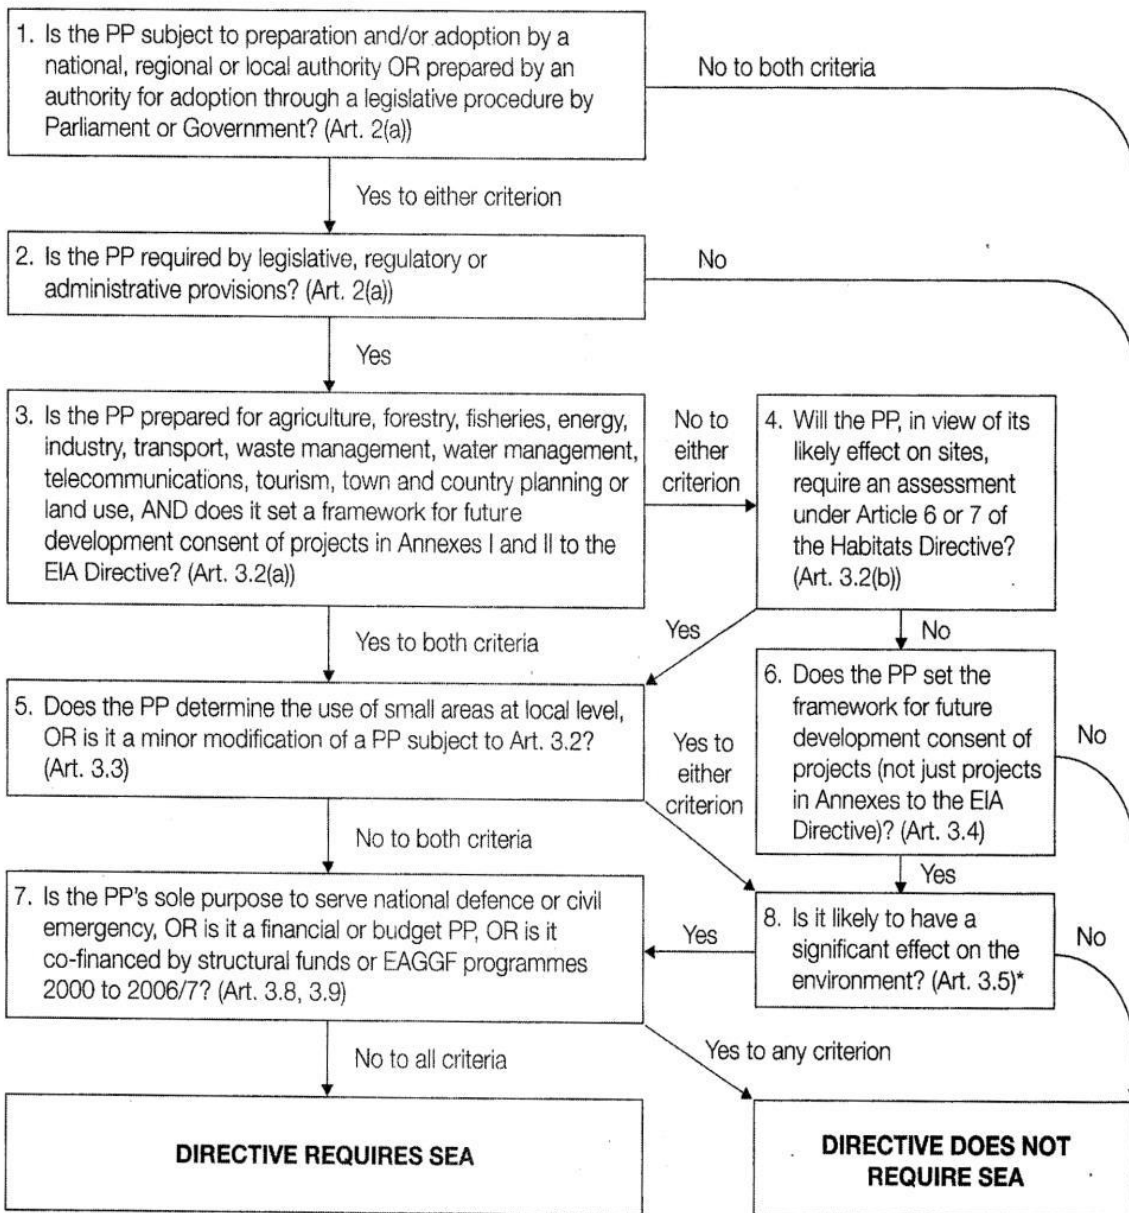 1. Is the PP subject to preparation and/or adoption by a
national, regional or local authority OR prepared by an
authority for adoption through a legislative procedure by
Parliament or Government? (Art. 2(a))
No to both criteria
Yes to either criterion
2. Is the PP required by legislative, regulatory or
administrative provisions? (Art. 2(a))
No
Yes
3. Is the PP prepared for agriculture, forestry, fisheries, energy,
industry, transport, waste management, water management,
telecommunications, tourism, town and country planning or
land use, AND does it set a framework for future
development consent of projects in Annexes I and II to the
EIA Directive? (Art. 3.2(a))
No to
either
criterion
4. Will the PP, in view of its
likely effect on sites,
require an assessment
under Article 6 or 7 of
the Habitats Directive?
(Art. 3.2(b))
Yes to both criteria
Yes
No
5. Does the PP determine the use of small areas at local level,
OR is it a minor modification of a PP subject to Art. 3.2?
(Art. 3.3)
Yes to
either
criterion
6. Does the PP set the
framework for future
development consent of
projects (not just projects
in Annexes to the EIA
Directive)? (Art. 3.4)
No
No to both criteria
Yes
7. Is the PP's sole purpose to serve national defence or civil
emergency, OR is it a financial or budget PP, OR is it
co-financed by structural funds or EAGGF programmes
2000 to 2006/7? (Art. 3.8, 3.9)
Yes
8. Is it likely to have a
significant effect on the
environment? (Art. 3.5)*
No
No to all criteria
Yes to any criterion
DIRECTIVE REQUIRES SEA
DIRECTIVE DOES NOT
REQUIRE SEA